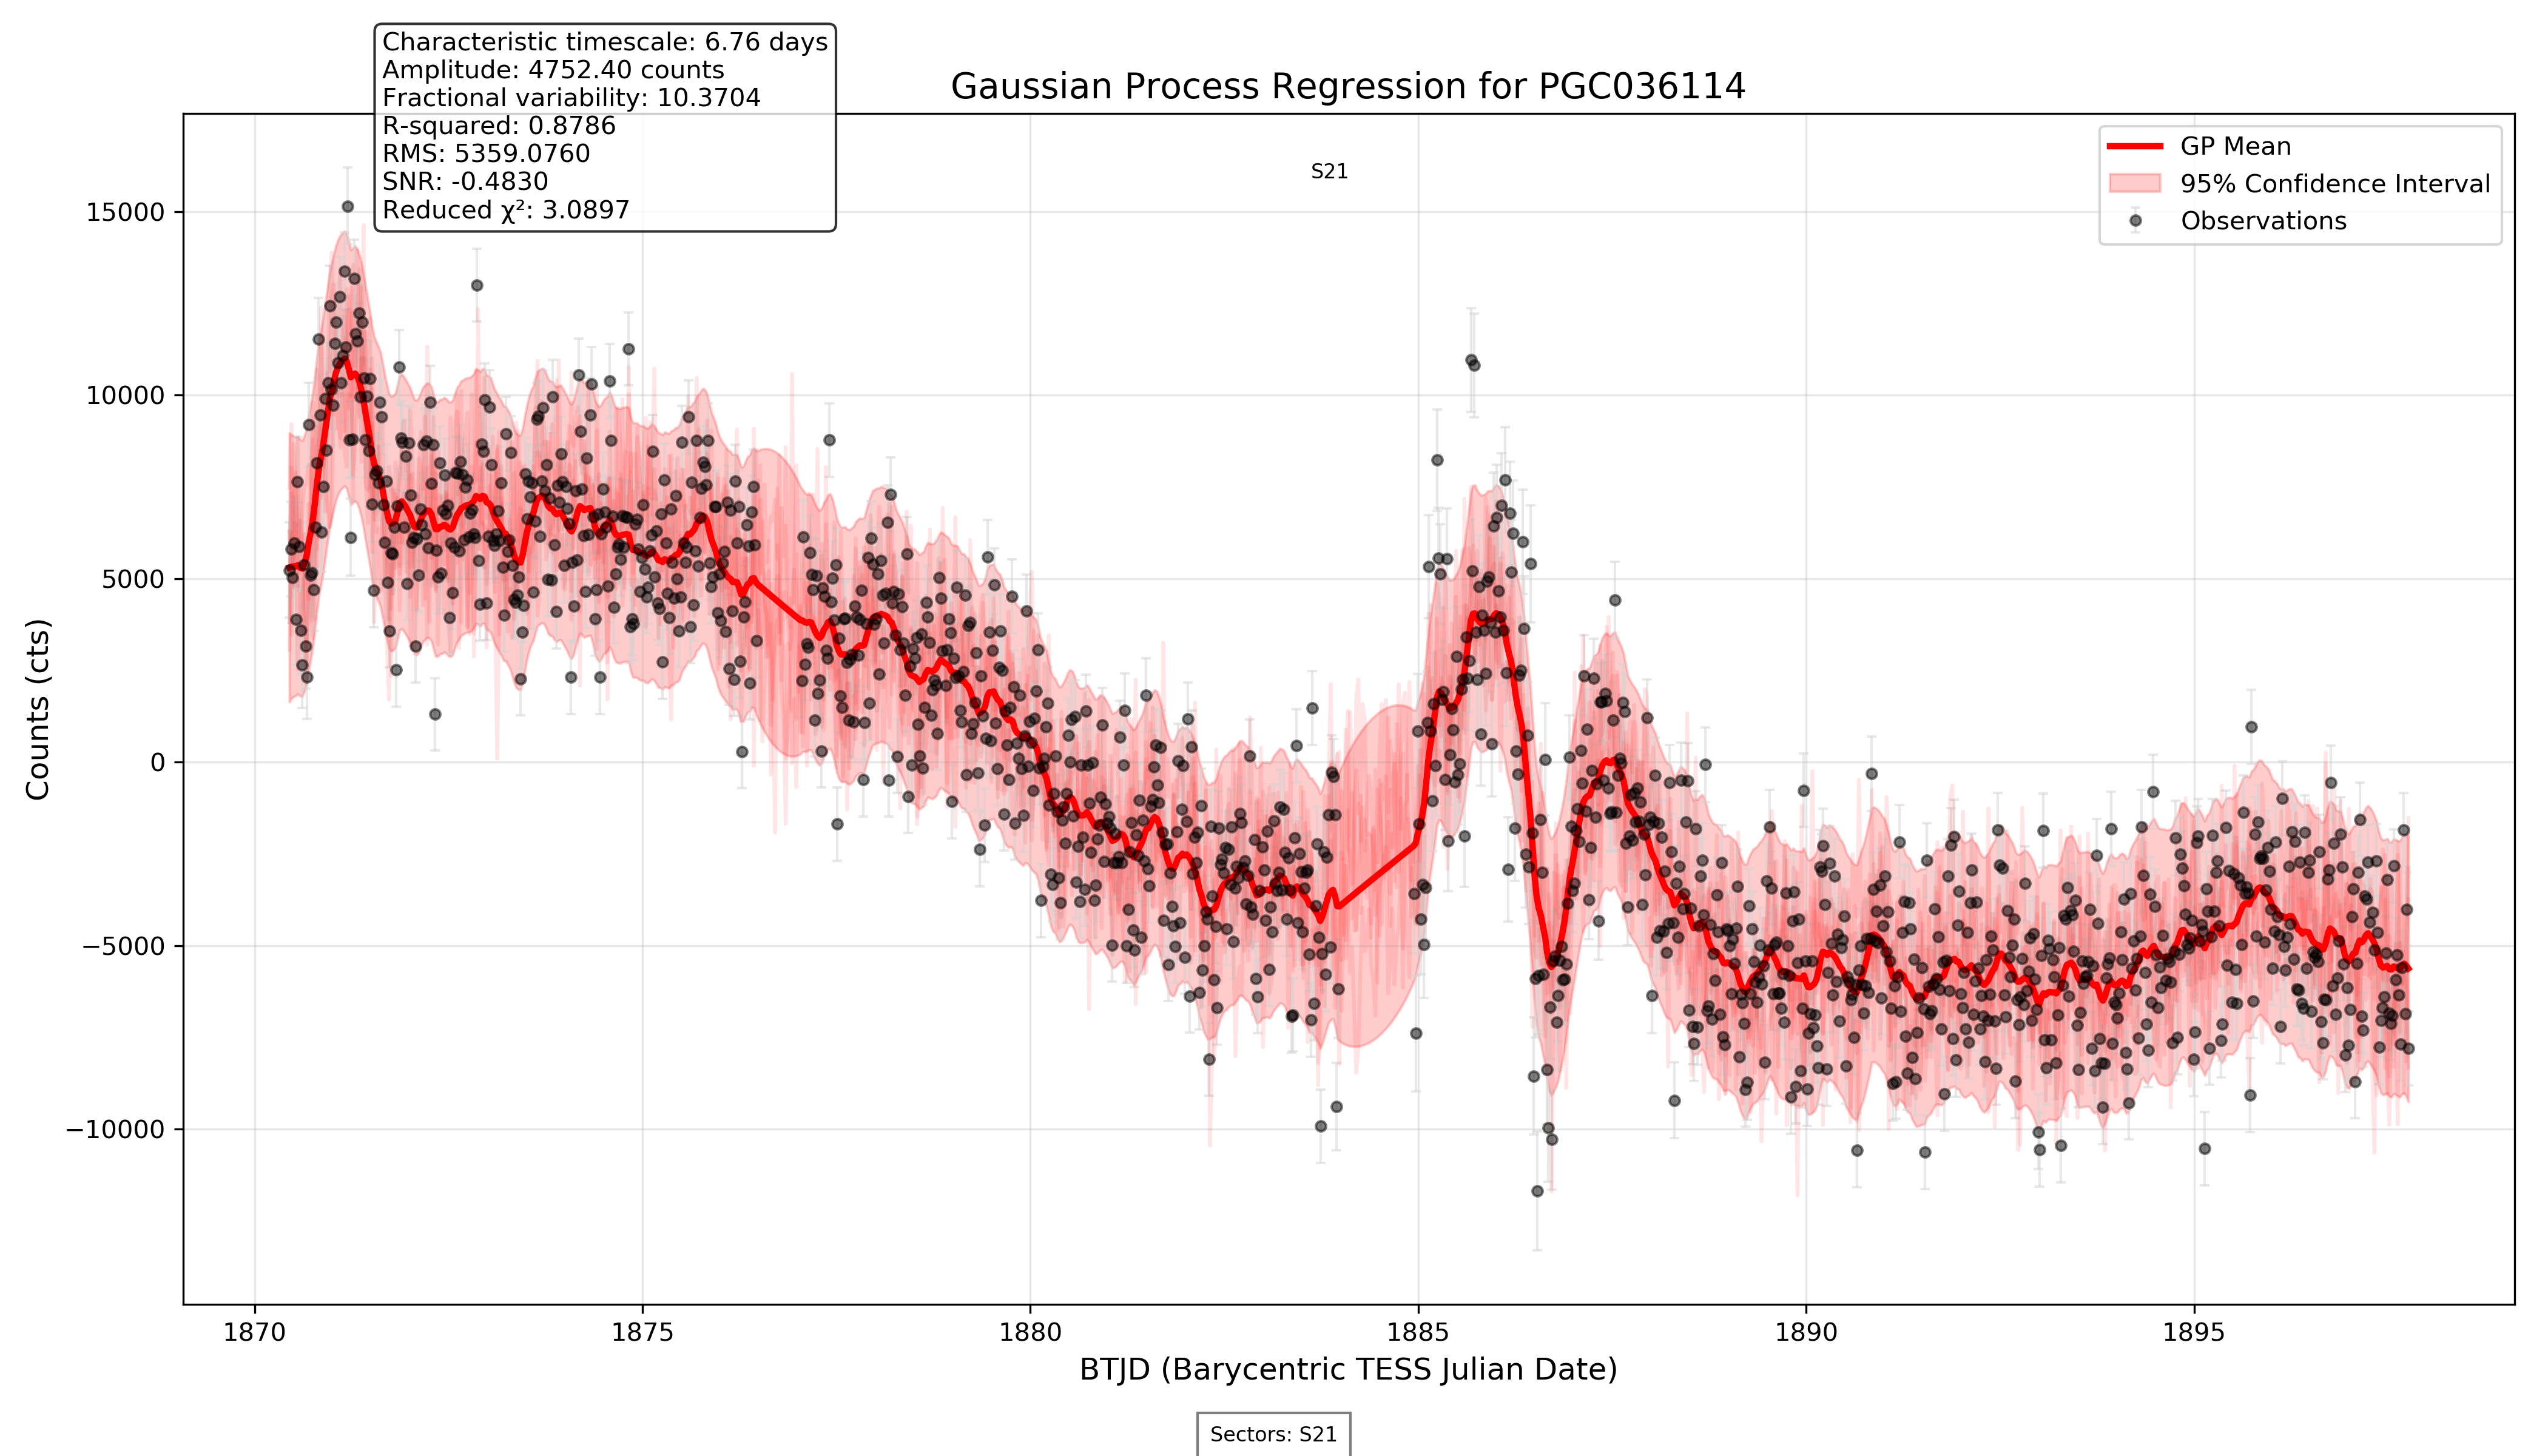 Characteristic timescale: 6.76 days
Amplitude: 4752.40 counts
Fractional variability: 10.3704
R-squared: 0.8786
RMS: 5359.0760
SNR: -0.4830
Reduced χ²: 3.0897
Gaussian Process Regression for PGC036114
S21
GP Mean
95% Confidence Interval
Observations
Counts (cts)
15000
10000
5000
0
−5000
−10000
1870
1875
1880
1885
1890
1895
BTJD (Barycentric TESS Julian Date)
Sectors: S21